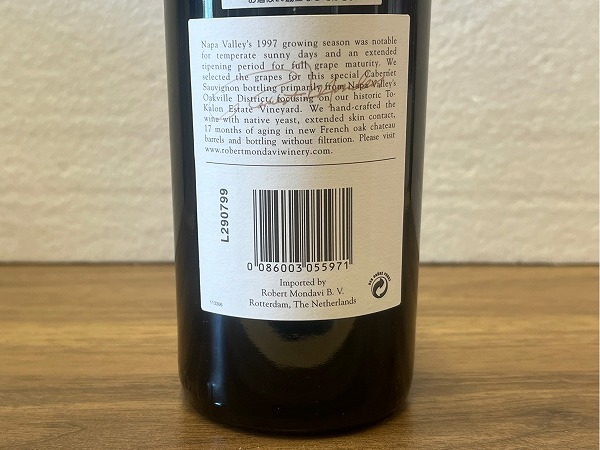 Napa Valley's 1997 growing season was notable
for temperate sunny days and an extended
ripening period for full grape maturity. We
selected the grapes for this special Cabernet
Sauvignon bottling primarily from Napa Valley's
Oakville District, focusing on our historic To-
Kalon Estate Vineyard. We hand-crafted the
wine with native yeast, extended skin contact,
17 months of aging in new French oak chateau
barrels and bottling without filtration. Please visit
www.robertmondaviwinery.com.
L290799
0 086003 055971
Imported by
Robert Mondavi B. V.
Rotterdam, The Netherlands